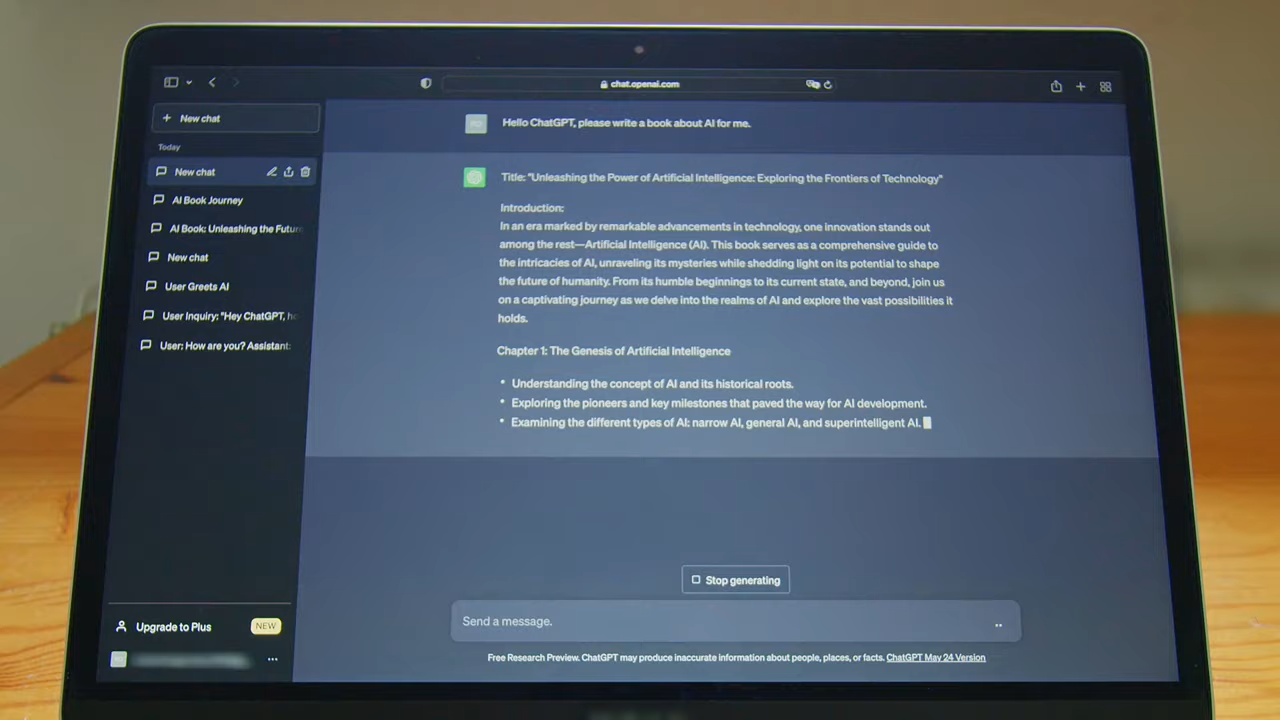 chat.openai.com
New chat
Today
New chat
AI Book Journey
AI Book: Unleashing the Futur
New chat
User Greets AI
User Inquiry: "Hey ChatGPT, h
User: How are you? Assistant:
Upgrade to Plus
NEW
Hello ChatGPT, please write a book about AI for me.
Title: "Unleashing the Power of Artificial Intelligence: Exploring the Frontiers of Technology"
Introduction:
In an era marked by remarkable advancements in technology, one innovation stands out
among the rest—Artificial Intelligence (AI). This book serves as a comprehensive guide to
the intricacies of AI, unraveling its mysteries while shedding light on its potential to shape
the future of humanity. From its humble beginnings to its current state, and beyond, join us
on a captivating journey as we delve into the realms of AI and explore the vast possibilities it
holds.
Chapter 1: The Genesis of Artificial Intelligence
• Understanding the concept of AI and its historical roots.
• Exploring the pioneers and key milestones that paved the way for AI development.
• Examining the different types of AI: narrow AI, general AI, and superintelligent AI.
Stop generating
Send a message.
Free Research Preview. ChatGPT may produce inaccurate information about people, places, or facts. ChatGPT May 24 Version